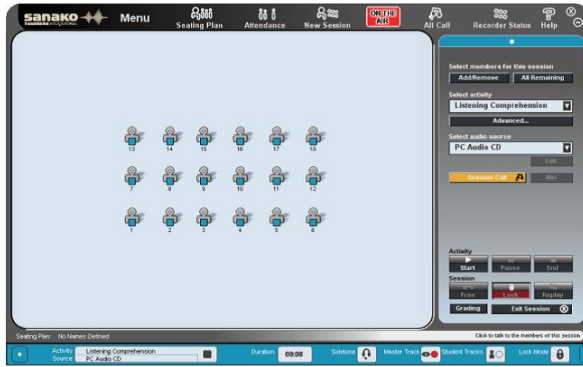 sanako
Menu
Seating Plan
Attendance
New Session
ON THE
AIR
All Call
Recorder Status
Help
Select members for this session
Add/Remove
All Remaining
Select activity
Listening Comprehension
Advanced...
Select audio source
PC Audio CD
Edit
Session Call
Mix
13 14 15 16 17 18
7 8 9 10 11 12
1 2 3 4 5 6
Activity
Start
Pause
End
Session
Free
Lock
Replay
Grading
Exit Session
Seating Plan: No Names Defined
Click to talk to the members of this session
Activity Listening Comprehension
Source PC Audio CD
Duration 00:08
Sidetone
Master Track
Student Tracks
Lock Mode